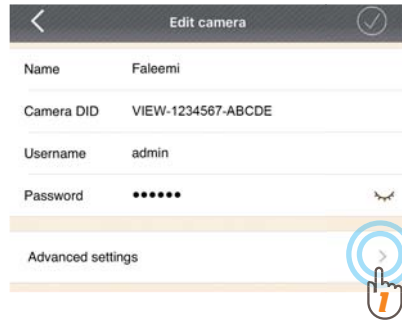 Edit camera
Name Faleemi
Camera DID VIEW-1234567-ABCDE
Username admin
Password ••••••
Advanced settings
1